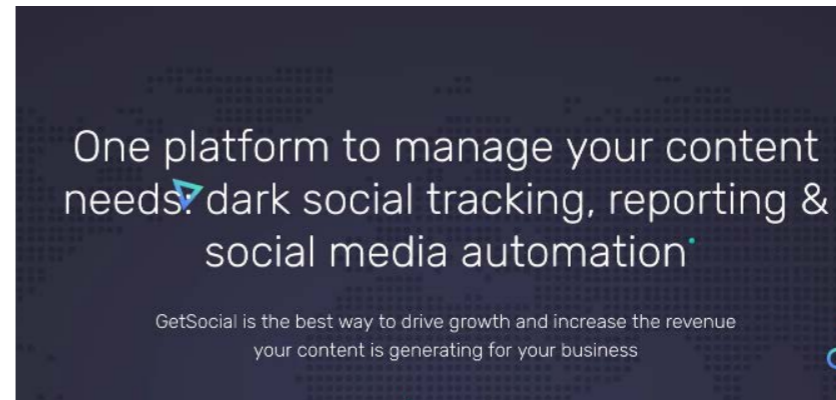 One platform to manage your content
needs: dark social tracking, reporting &
social media automation
GetSocial is the best way to drive growth and increase the revenue
your content is generating for your business